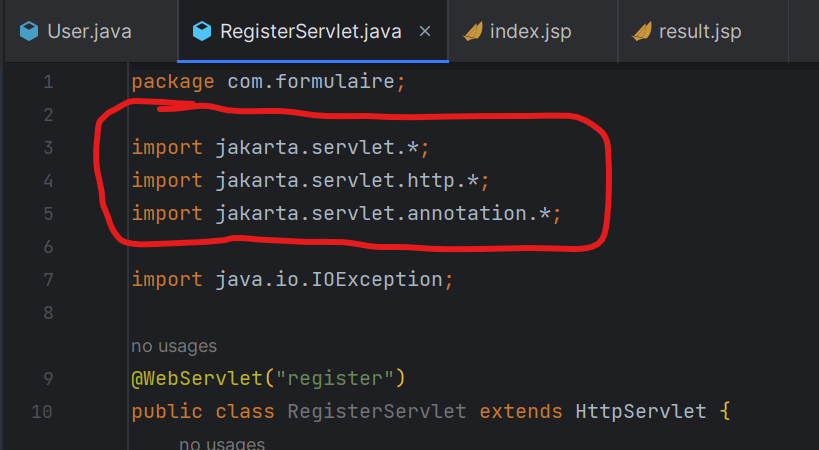 User.java RegisterServlet.java × index.jsp result.jsp
1 package com.formulaire;
2
3 import jakarta.servlet.*;
4 import jakarta.servlet.http.*;
5 import jakarta.servlet.annotation.*;
6
7 import java.io.IOException;
8
no usages
9 @WebServlet("register")
10 public class RegisterServlet extends HttpServlet {
no usages